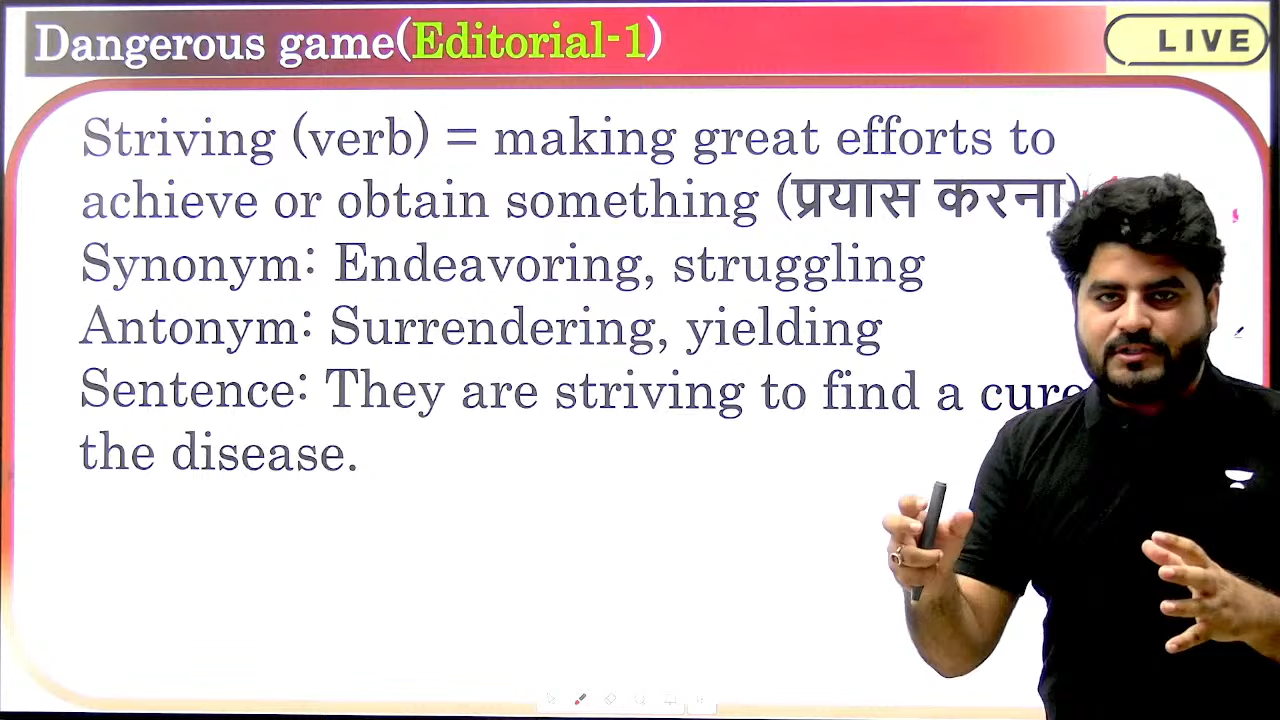 Dangerous game(Editorial-1)
LIVE
Striving (verb) = making great efforts to
achieve or obtain something (प्रयास करना)
Synonym: Endeavoring, struggling
Antonym: Surrendering, yielding
Sentence: They are striving to find a cure
the disease.